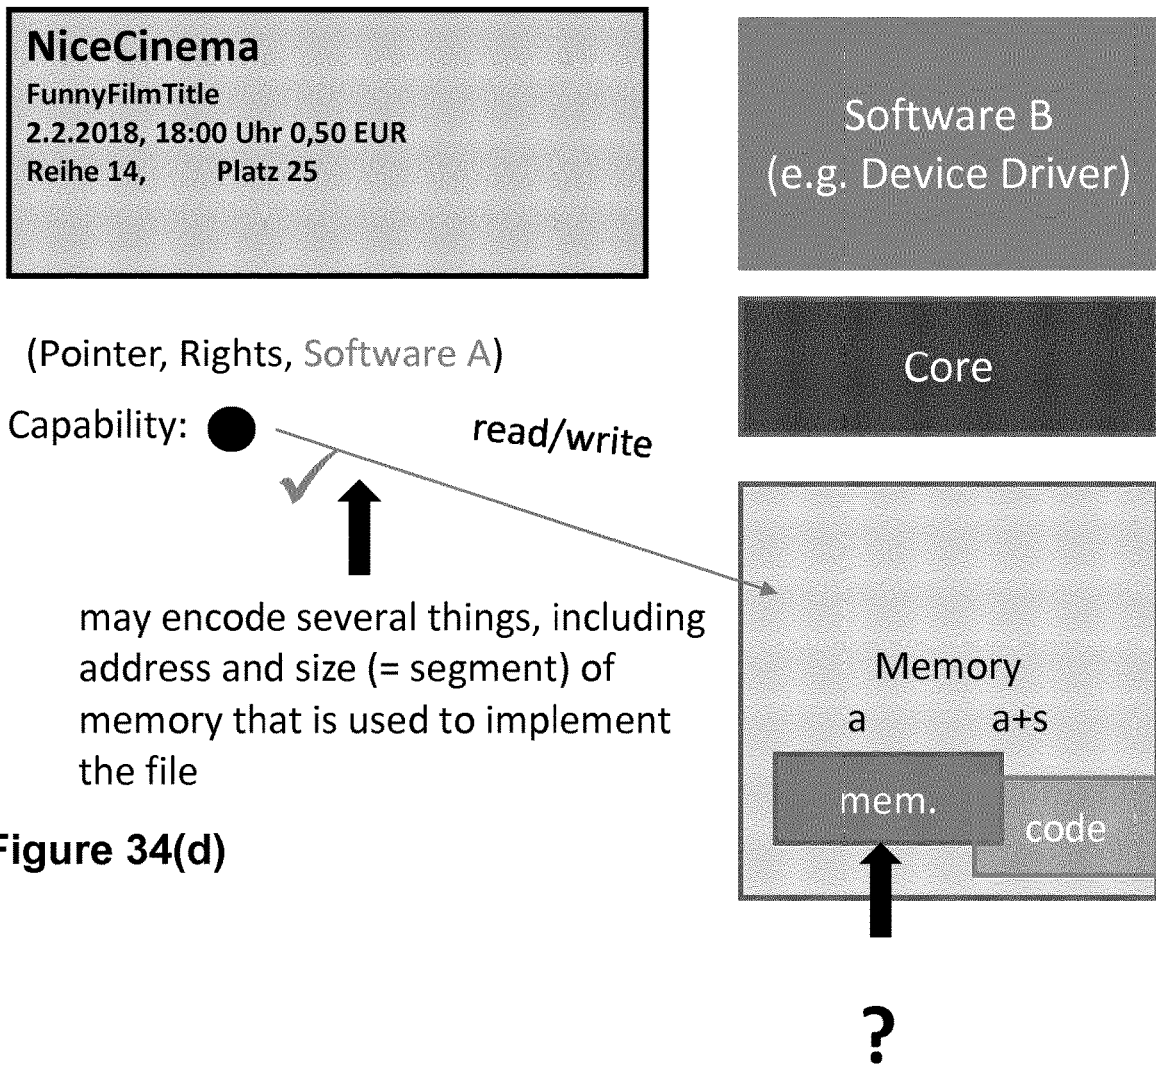 NiceCinema
FunnyFilmTitle
2.2.2018, 18:00 Uhr 0,50 EUR
Reihe 14, Platz 25
Software B
(e.g. Device Driver)
(Pointer, Rights, Software A)
Core
Capability:
read/write
may encode several things, including
address and size (= segment) of
memory that is used to implement
the file
Memory
a a+s
mem.
code
Figure 34(d)
?